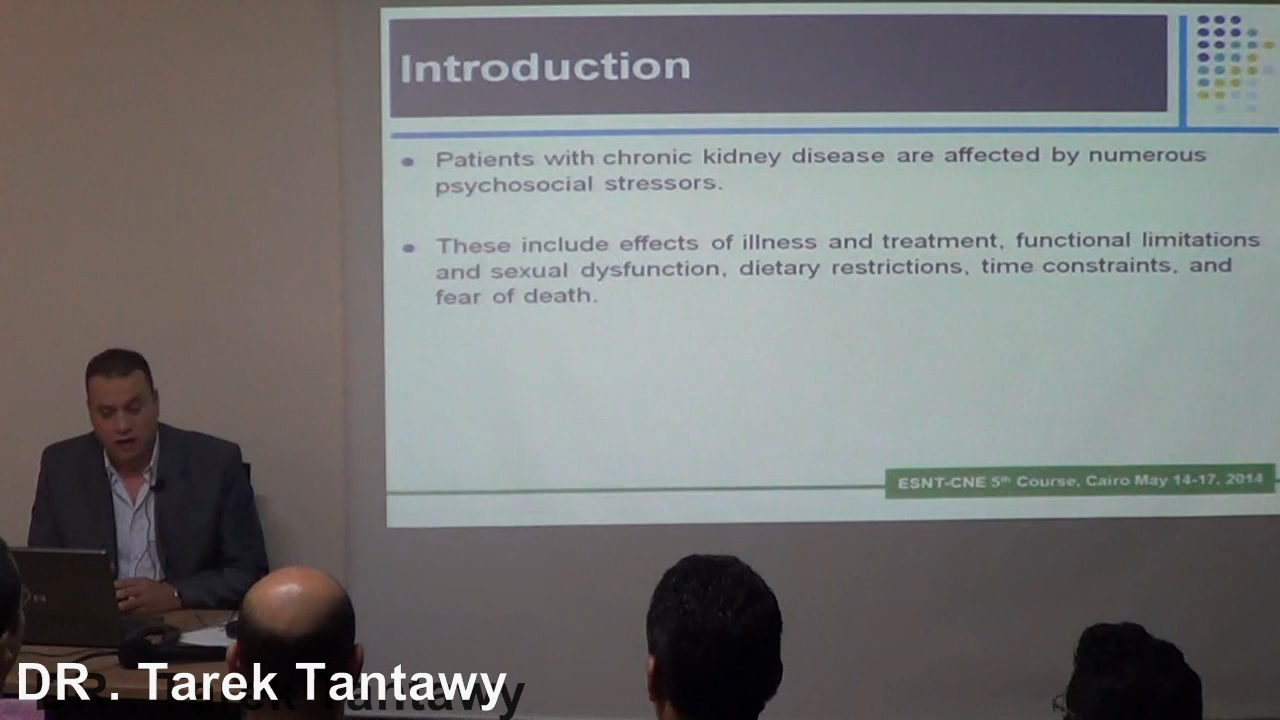 Introduction
Patients with chronic kidney disease are affected by numerous
psychosocial stressors.
These include effects of illness and treatment, functional limitations
and sexual dysfunction, dietary restrictions, time constraints, and
fear of death.
ESNT-CNE 5th Course, Cairo May 14-17, 2014
DR . Tarek Tantawy